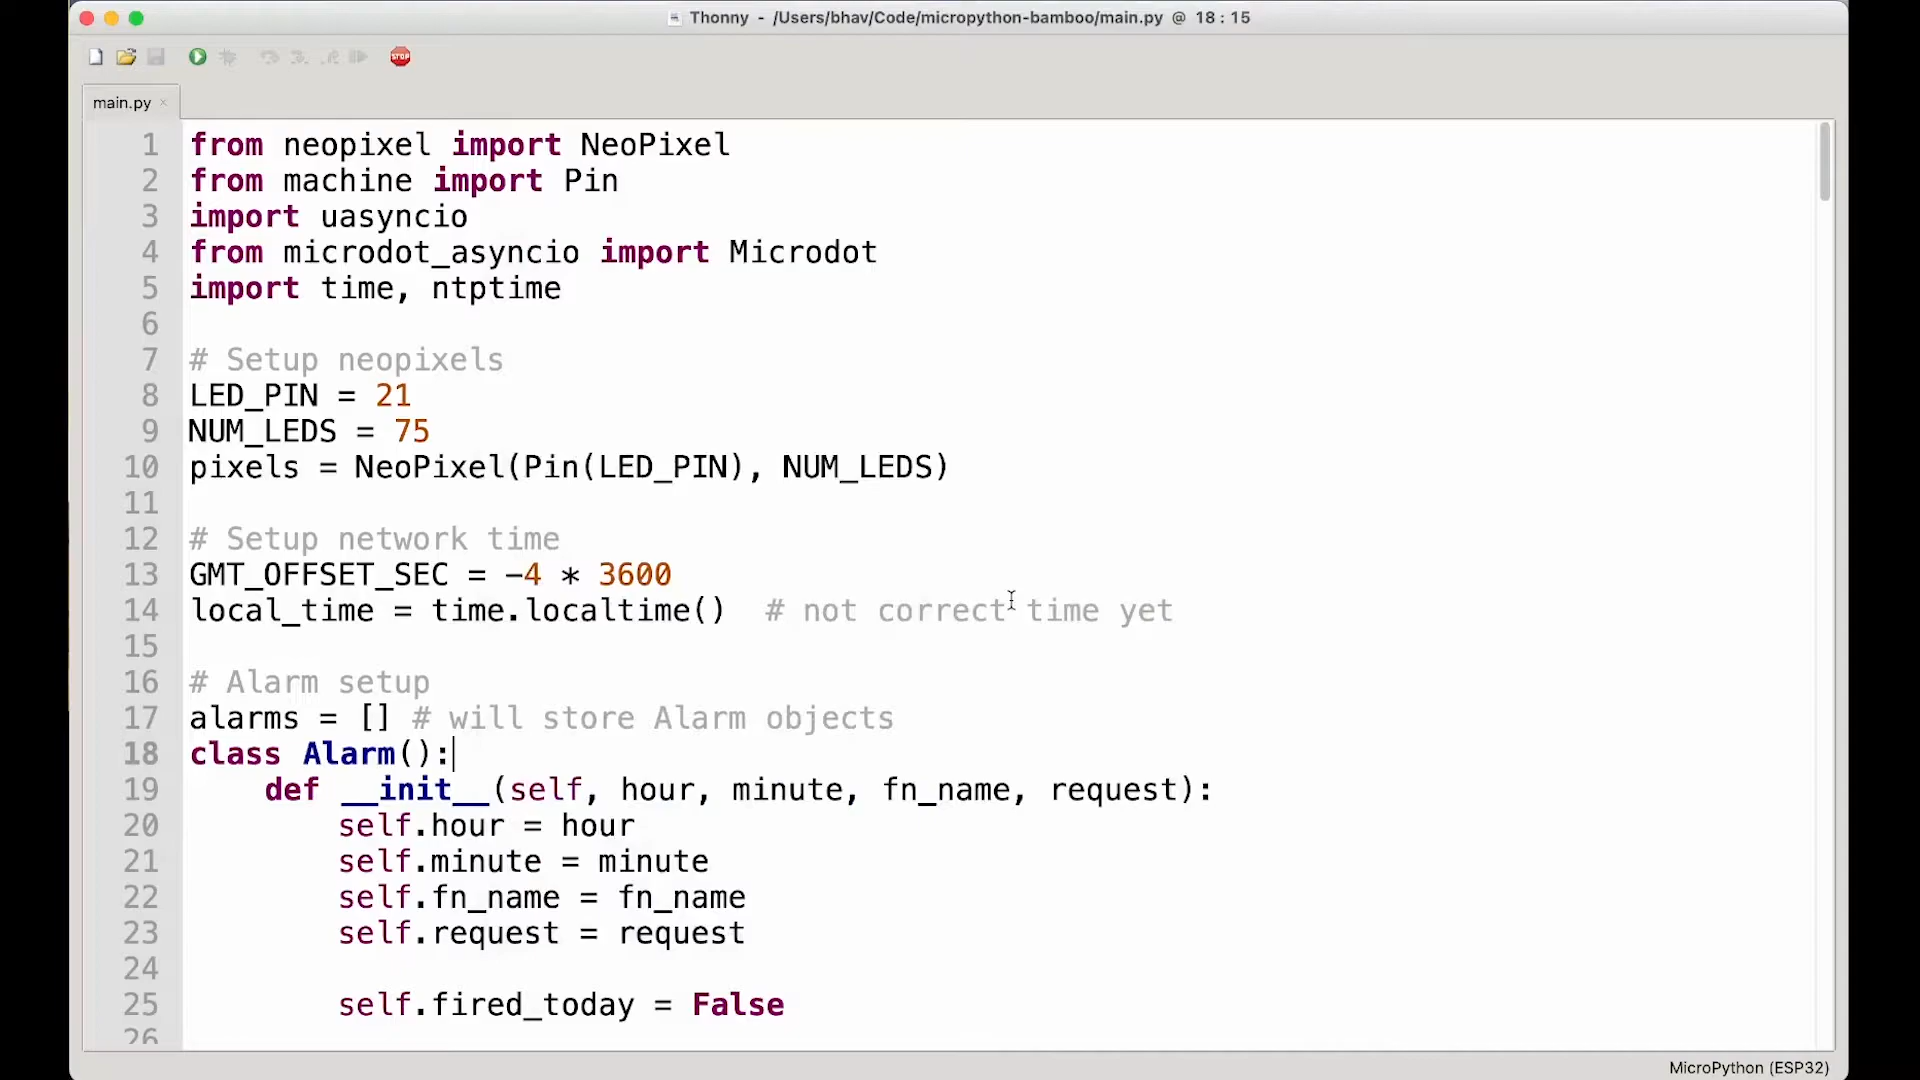 Thonny - /Users/bhav/Code/micropython-bamboo/main.py @ 18 : 15
STOP
main.py ×
1 from neopixel import NeoPixel
2 from machine import Pin
3 import uasyncio
4 from microdot_asyncio import Microdot
5 import time, ntptime
6
7 # Setup neopixels
8 LED_PIN = 21
9 NUM_LEDS = 75
10 pixels = NeoPixel(Pin(LED_PIN), NUM_LEDS)
11
12 # Setup network time
13 GMT_OFFSET_SEC = -4 * 3600
14 local_time = time.localtime()  # not correct time yet
15
16 # Alarm setup
17 alarms = [] # will store Alarm objects
18 class Alarm():
19     def __init__(self, hour, minute, fn_name, request):
20         self.hour = hour
21         self.minute = minute
22         self.fn_name = fn_name
23         self.request = request
24
25         self.fired_today = False
26
MicroPython (ESP32)